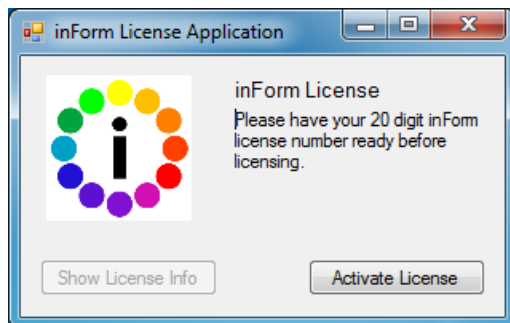 inForm License Application
inForm License
Please have your 20 digit inForm
license number ready before
licensing.
Show License Info
Activate License